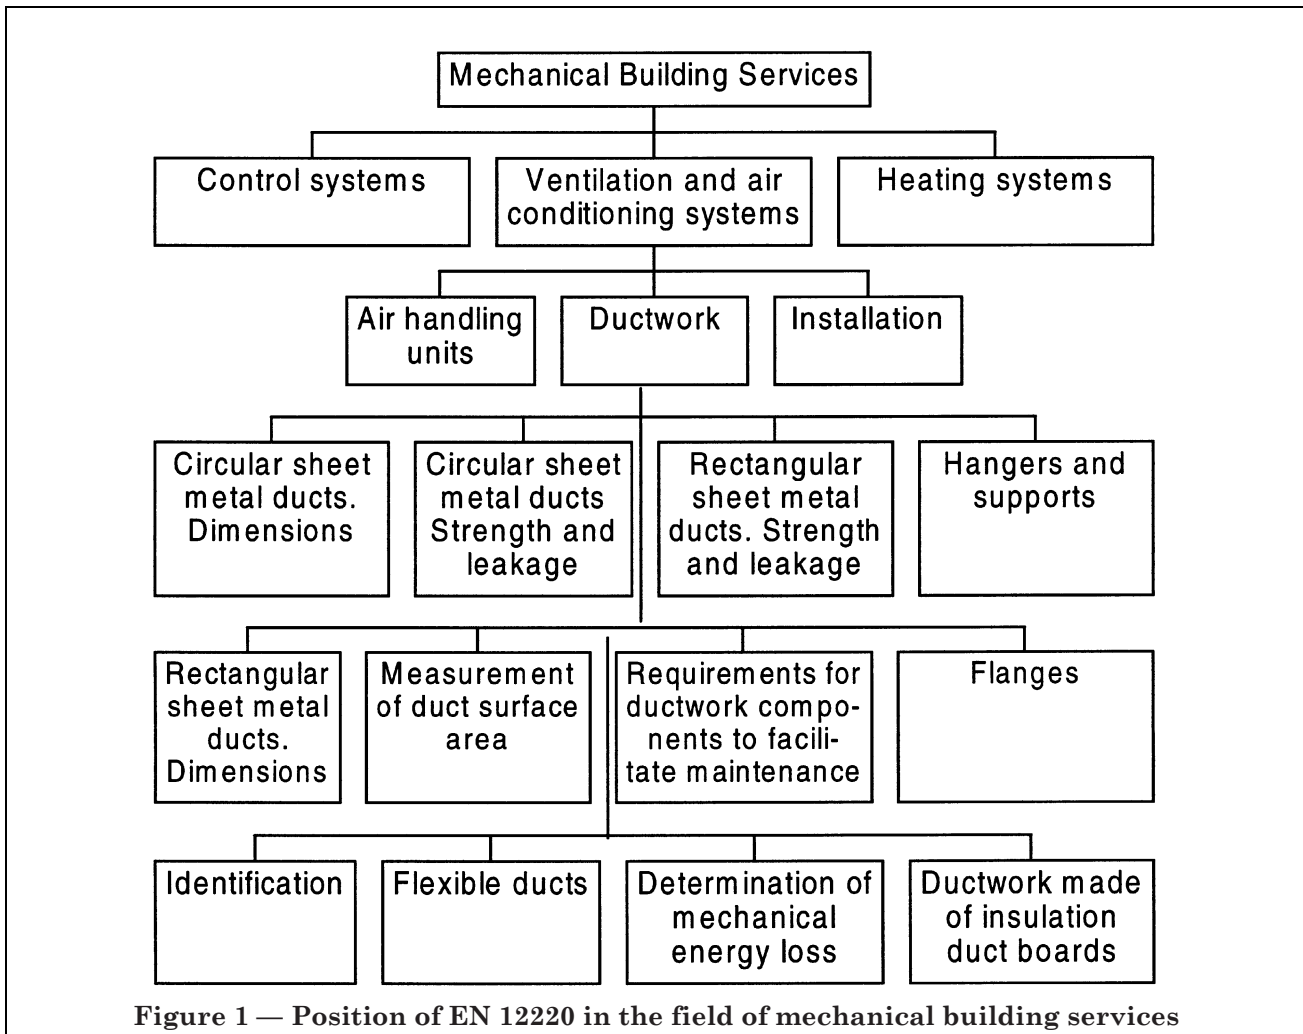 Mechanical Building Services
Control systems
Ventilation and air
conditioning systems
Heating systems
Air handling
units
Ductwork
Installation
Circular sheet
metal ducts.
Dimensions
Circular sheet
metal ducts
Strength and
leakage
Rectangular
sheet metal
ducts. Strength
and leakage
Hangers and
supports
Rectangular
sheet metal
ducts.
Dimensions
Measurement
of duct surface
area
Requirements for
ductwork compo-
nents to facili-
tate maintenance
Flanges
Identification
Flexible ducts
Determination of
mechanical
energy loss
Ductwork made
of insulation
duct boards
Figure 1 — Position of EN 12220 in the field of mechanical building services